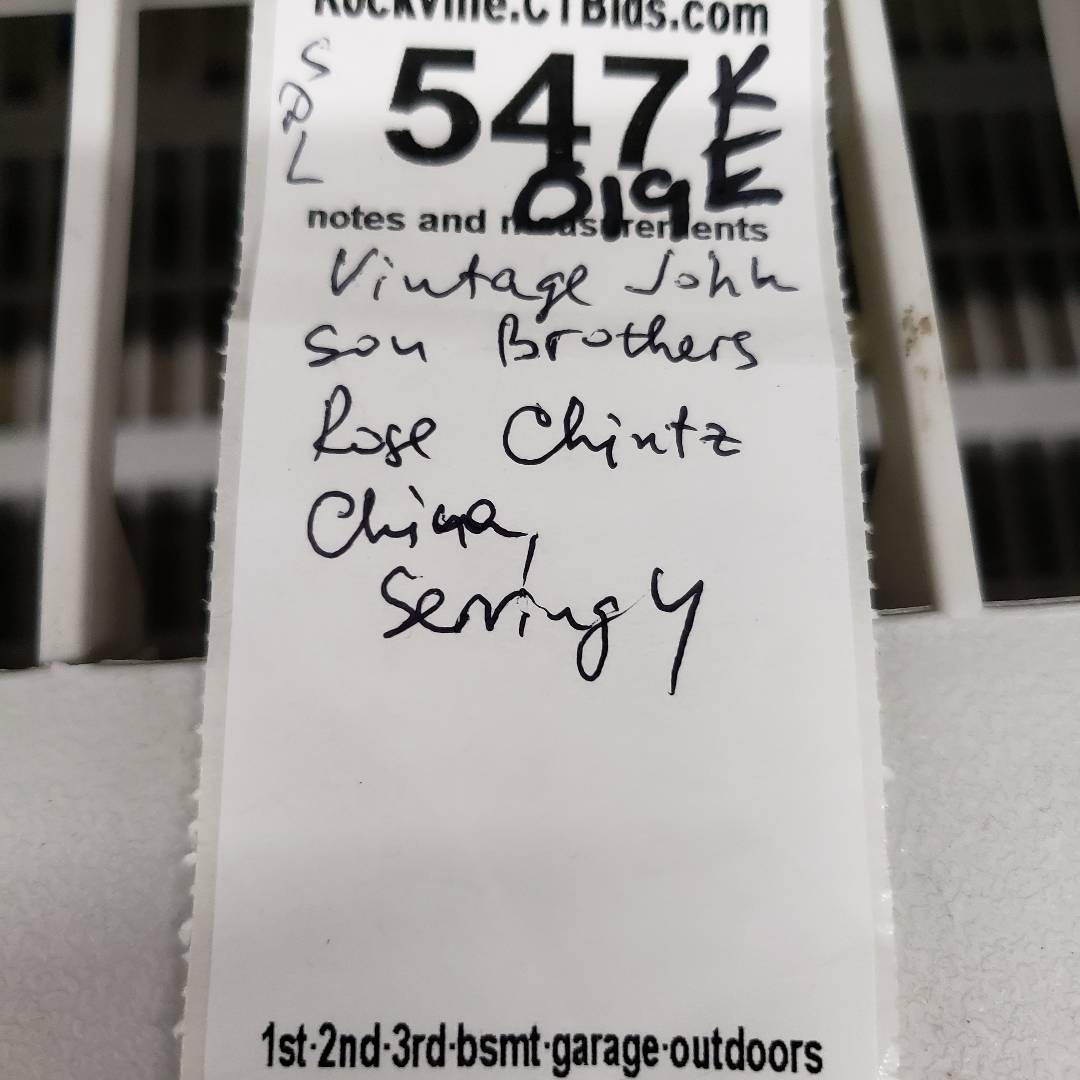 Rockville.CTBids.com
S
a
L
547 KE
019
notes and measurements
Vintage John
son Brothers
Rose Chintz
China,
Serving 4
1st·2nd·3rd·bsmt·garage·outdoors